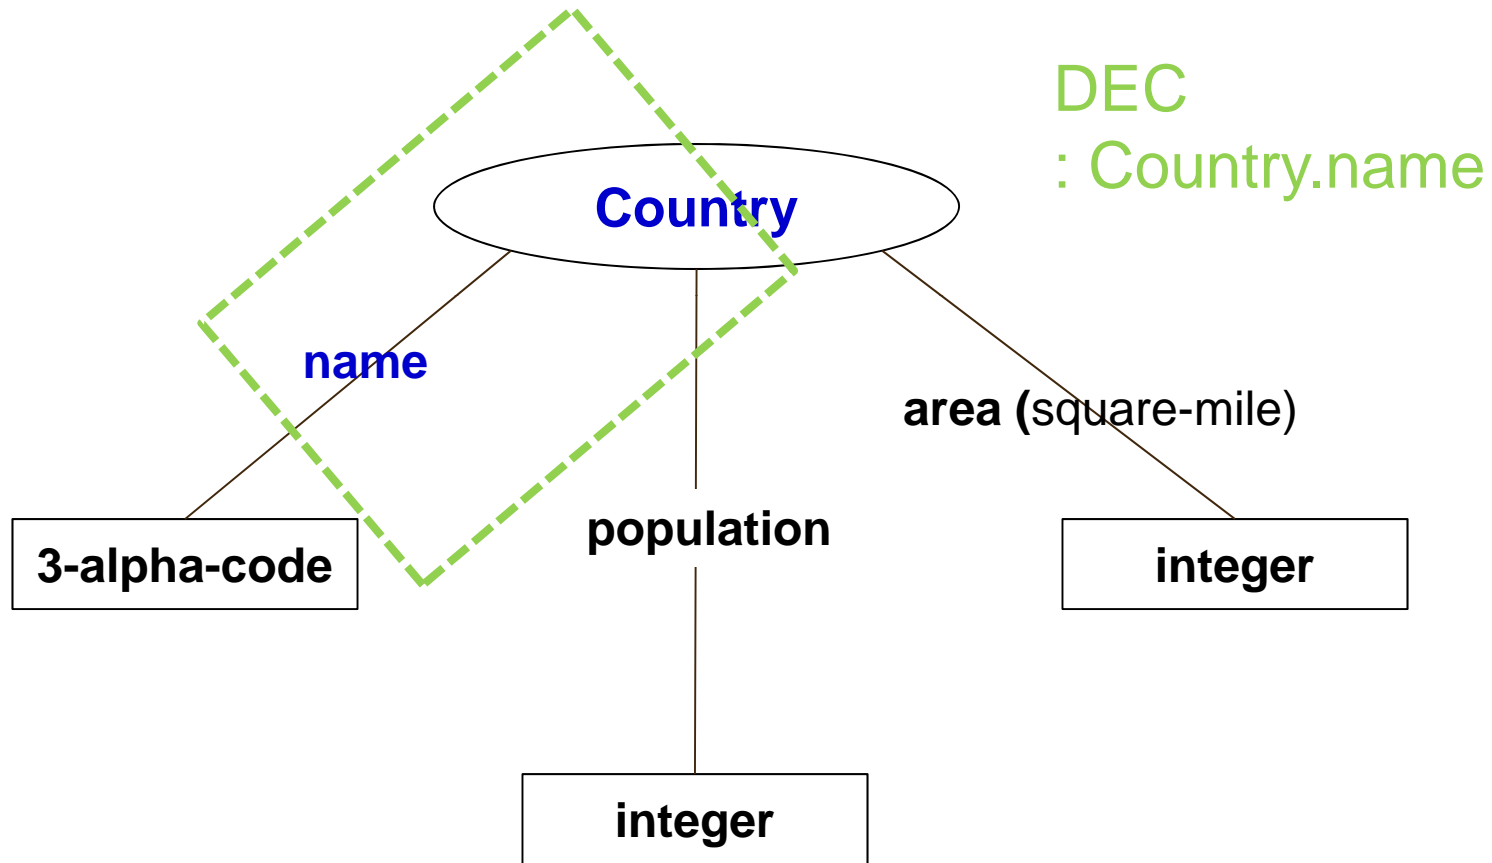 DEC
: Country.name
Country
name
area (square-mile)
population
3-alpha-code
integer
integer